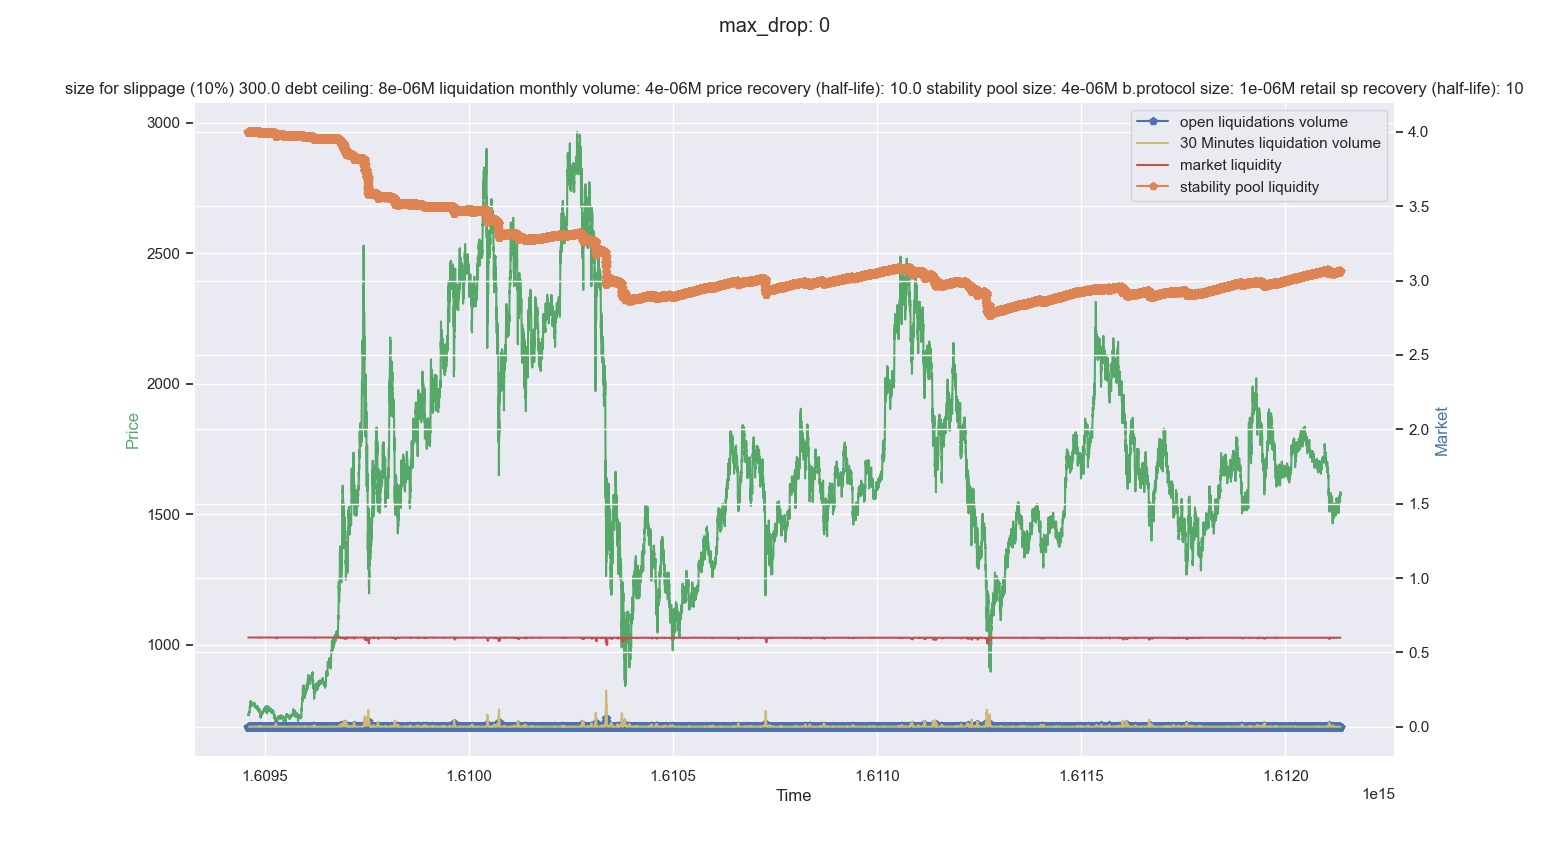 max_drop: 0
size for slippage (10%) 300.0 debt ceiling: 8e-06M liquidation monthly volume: 4e-06M price recovery (half-life): 10.0 stability pool size: 4e-06M b.protocol size: 1e-06M retail sp recovery (half-life): 10
open liquidations volume
30 Minutes liquidation volume
market liquidity
stability pool liquidity
3000
2500
2000
1500
1000
Price
4.0
3.5
3.0
2.5
2.0
1.5
1.0
0.5
0.0
Market
1.6095
1.6100
1.6105
1.6110
1.6115
1.6120
1e15
Time